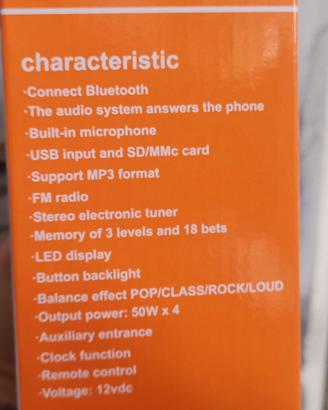 characteristic
·Connect Bluetooth
·The audio system answers the phone
·Built-in microphone
·USB input and SD/MMc card
·Support MP3 format
·FM radio
·Stereo electronic tuner
·Memory of 3 levels and 18 bets
·LED display
·Button backlight
·Balance effect POP/CLASS/ROCK/LOUD
·Output power: 50W x 4
·Auxiliary entrance
·Clock function
·Remote control
·Voltage: 12vdc